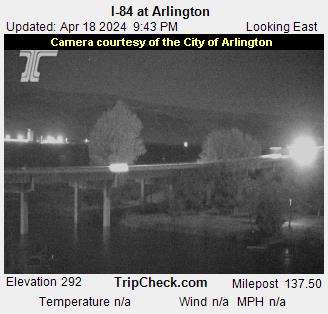 I-84 at Arlington
Updated: Apr 18 2024 9:43 PM Looking East
Camera courtesy of the City of Arlington
Elevation 292 TripCheck.com Milepost 137.50
Temperature n/a Wind n/a MPH n/a